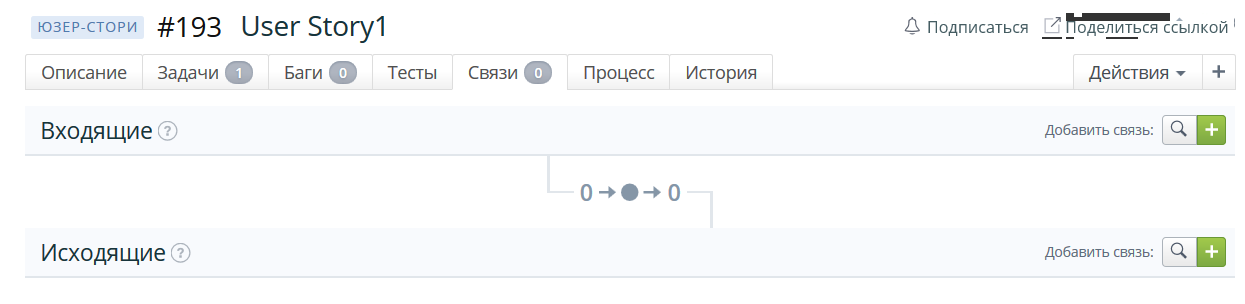 ЮЗЕР-СТОРИ #193 User Story1 Подписаться Поделиться ссылкой
Описание Задачи 1 Баги 0 Тесты Связи 0 Процесс История Действия +
Входящие ? Добавить связь: +
0 → ● → 0
Исходящие ? Добавить связь: +